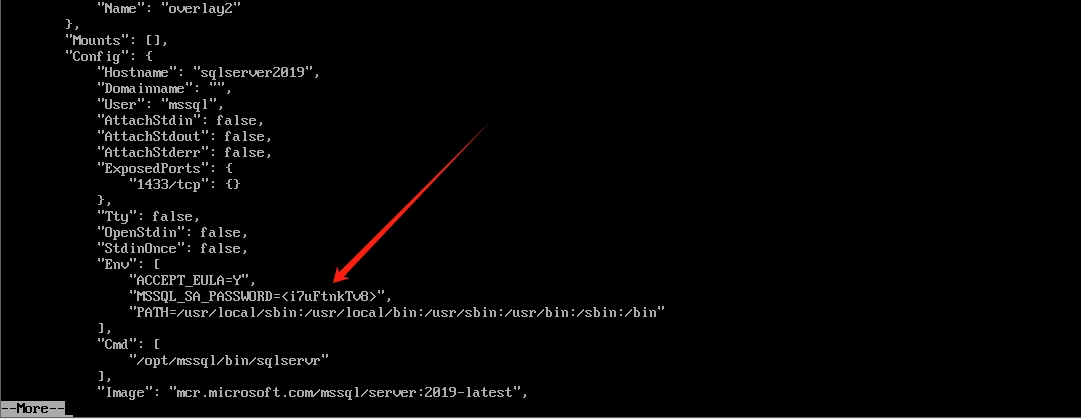 "Name": "overlay2"
},
"Mounts": [],
"Config": {
"Hostname": "sqlserver2019",
"Domainname": "",
"User": "mssql",
"AttachStdin": false,
"AttachStdout": false,
"AttachStderr": false,
"ExposedPorts": {
"1433/tcp": {}
},
"Tty": false,
"OpenStdin": false,
"StdinOnce": false,
"Env": [
"ACCEPT_EULA=Y",
"MSSQL_SA_PASSWORD=<i7uFtnkTv8>",
"PATH=/usr/local/sbin:/usr/local/bin:/usr/sbin:/usr/bin:/sbin:/bin"
],
"Cmd": [
"/opt/mssql/bin/sqlservr"
],
"Image": "mcr.microsoft.com/mssql/server:2019-latest",
--More--